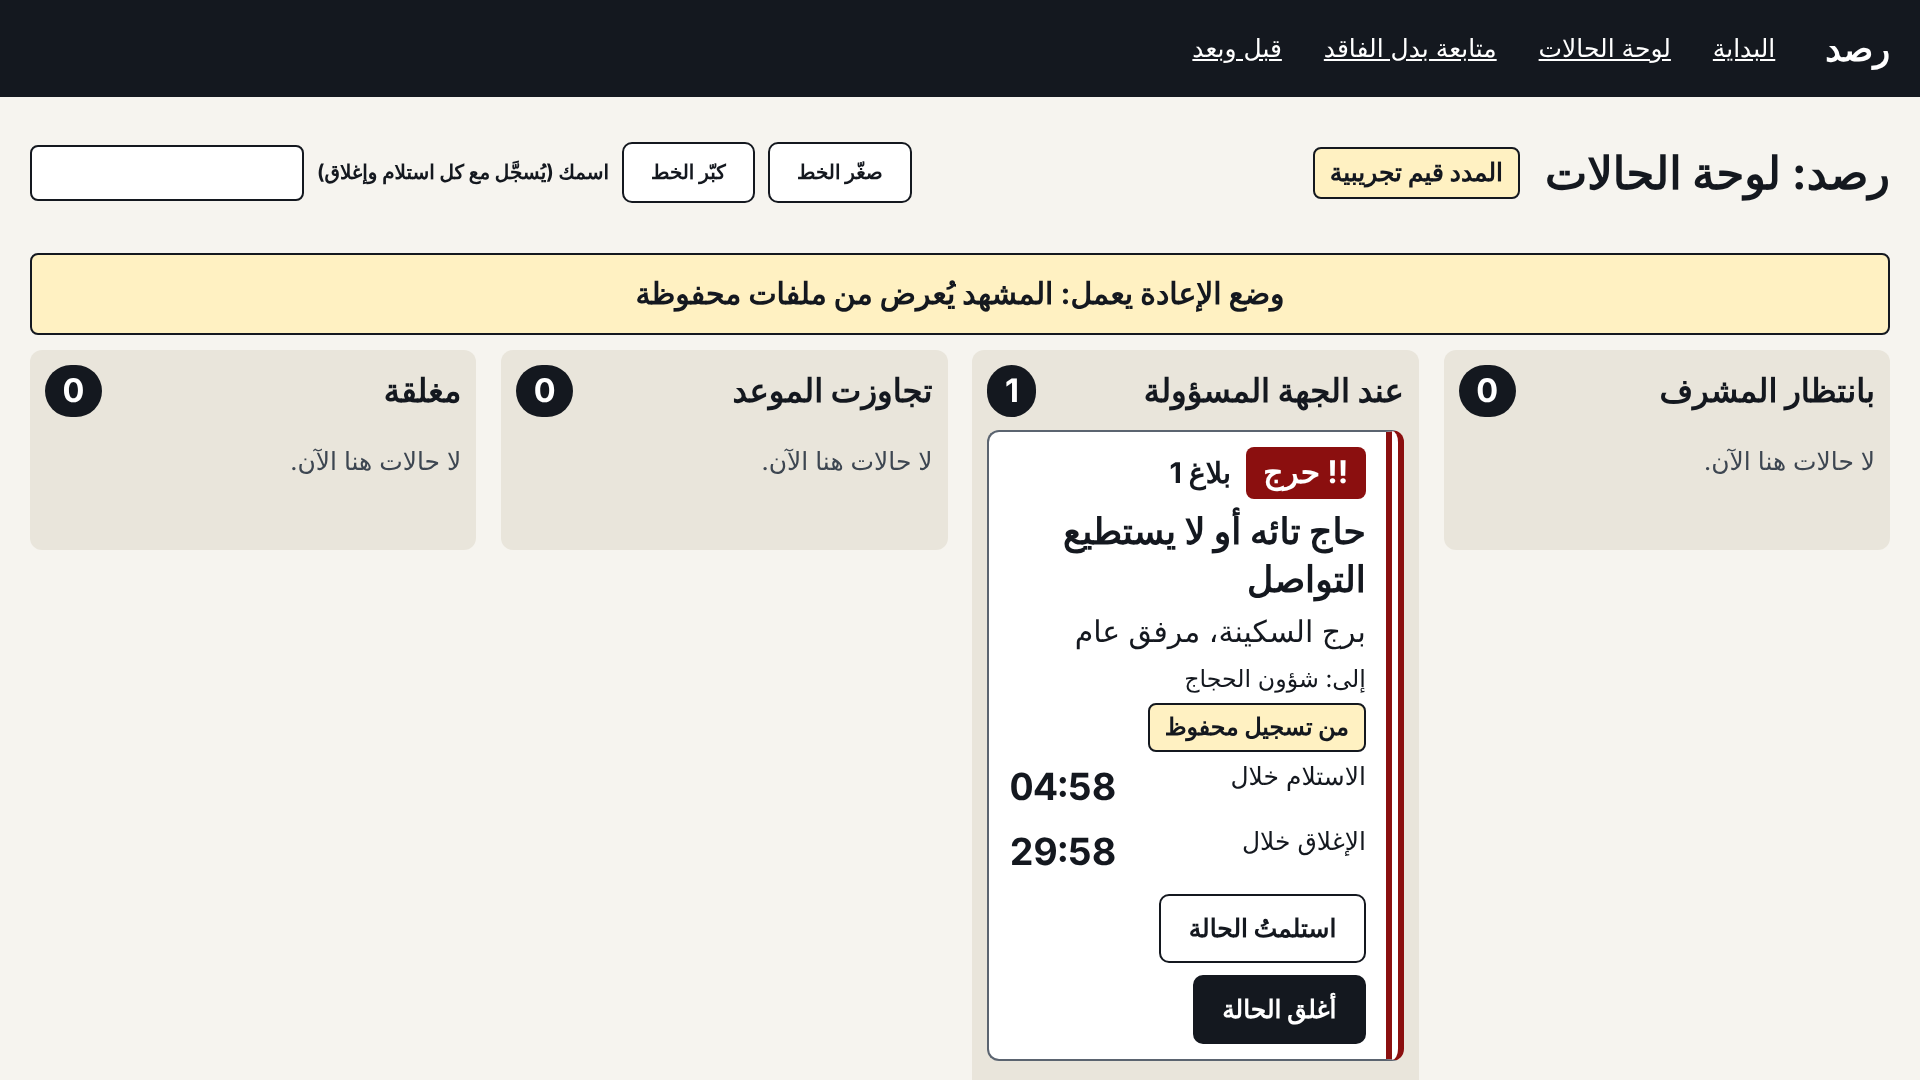 رصد
البداية
لوحة الحالات
متابعة بدل الفاقد
قبل وبعد
رصد: لوحة الحالات
المدد قيم تجريبية
صغّر الخط
كبّر الخط
اسمك (يُسجَّل مع كل استلام وإغلاق)
وضع الإعادة يعمل: المشهد يُعرض من ملفات محفوظة
بانتظار المشرف
0
لا حالات هنا الآن.
عند الجهة المسؤولة
1
!! حرج
بلاغ 1
حاج تائه أو لا يستطيع
التواصل
برج السكينة، مرفق عام
إلى: شؤون الحجاج
من تسجيل محفوظ
الاستلام خلال
04:58
الإغلاق خلال
29:58
استلمتُ الحالة
أغلق الحالة
تجاوزت الموعد
0
لا حالات هنا الآن.
مغلقة
0
لا حالات هنا الآن.